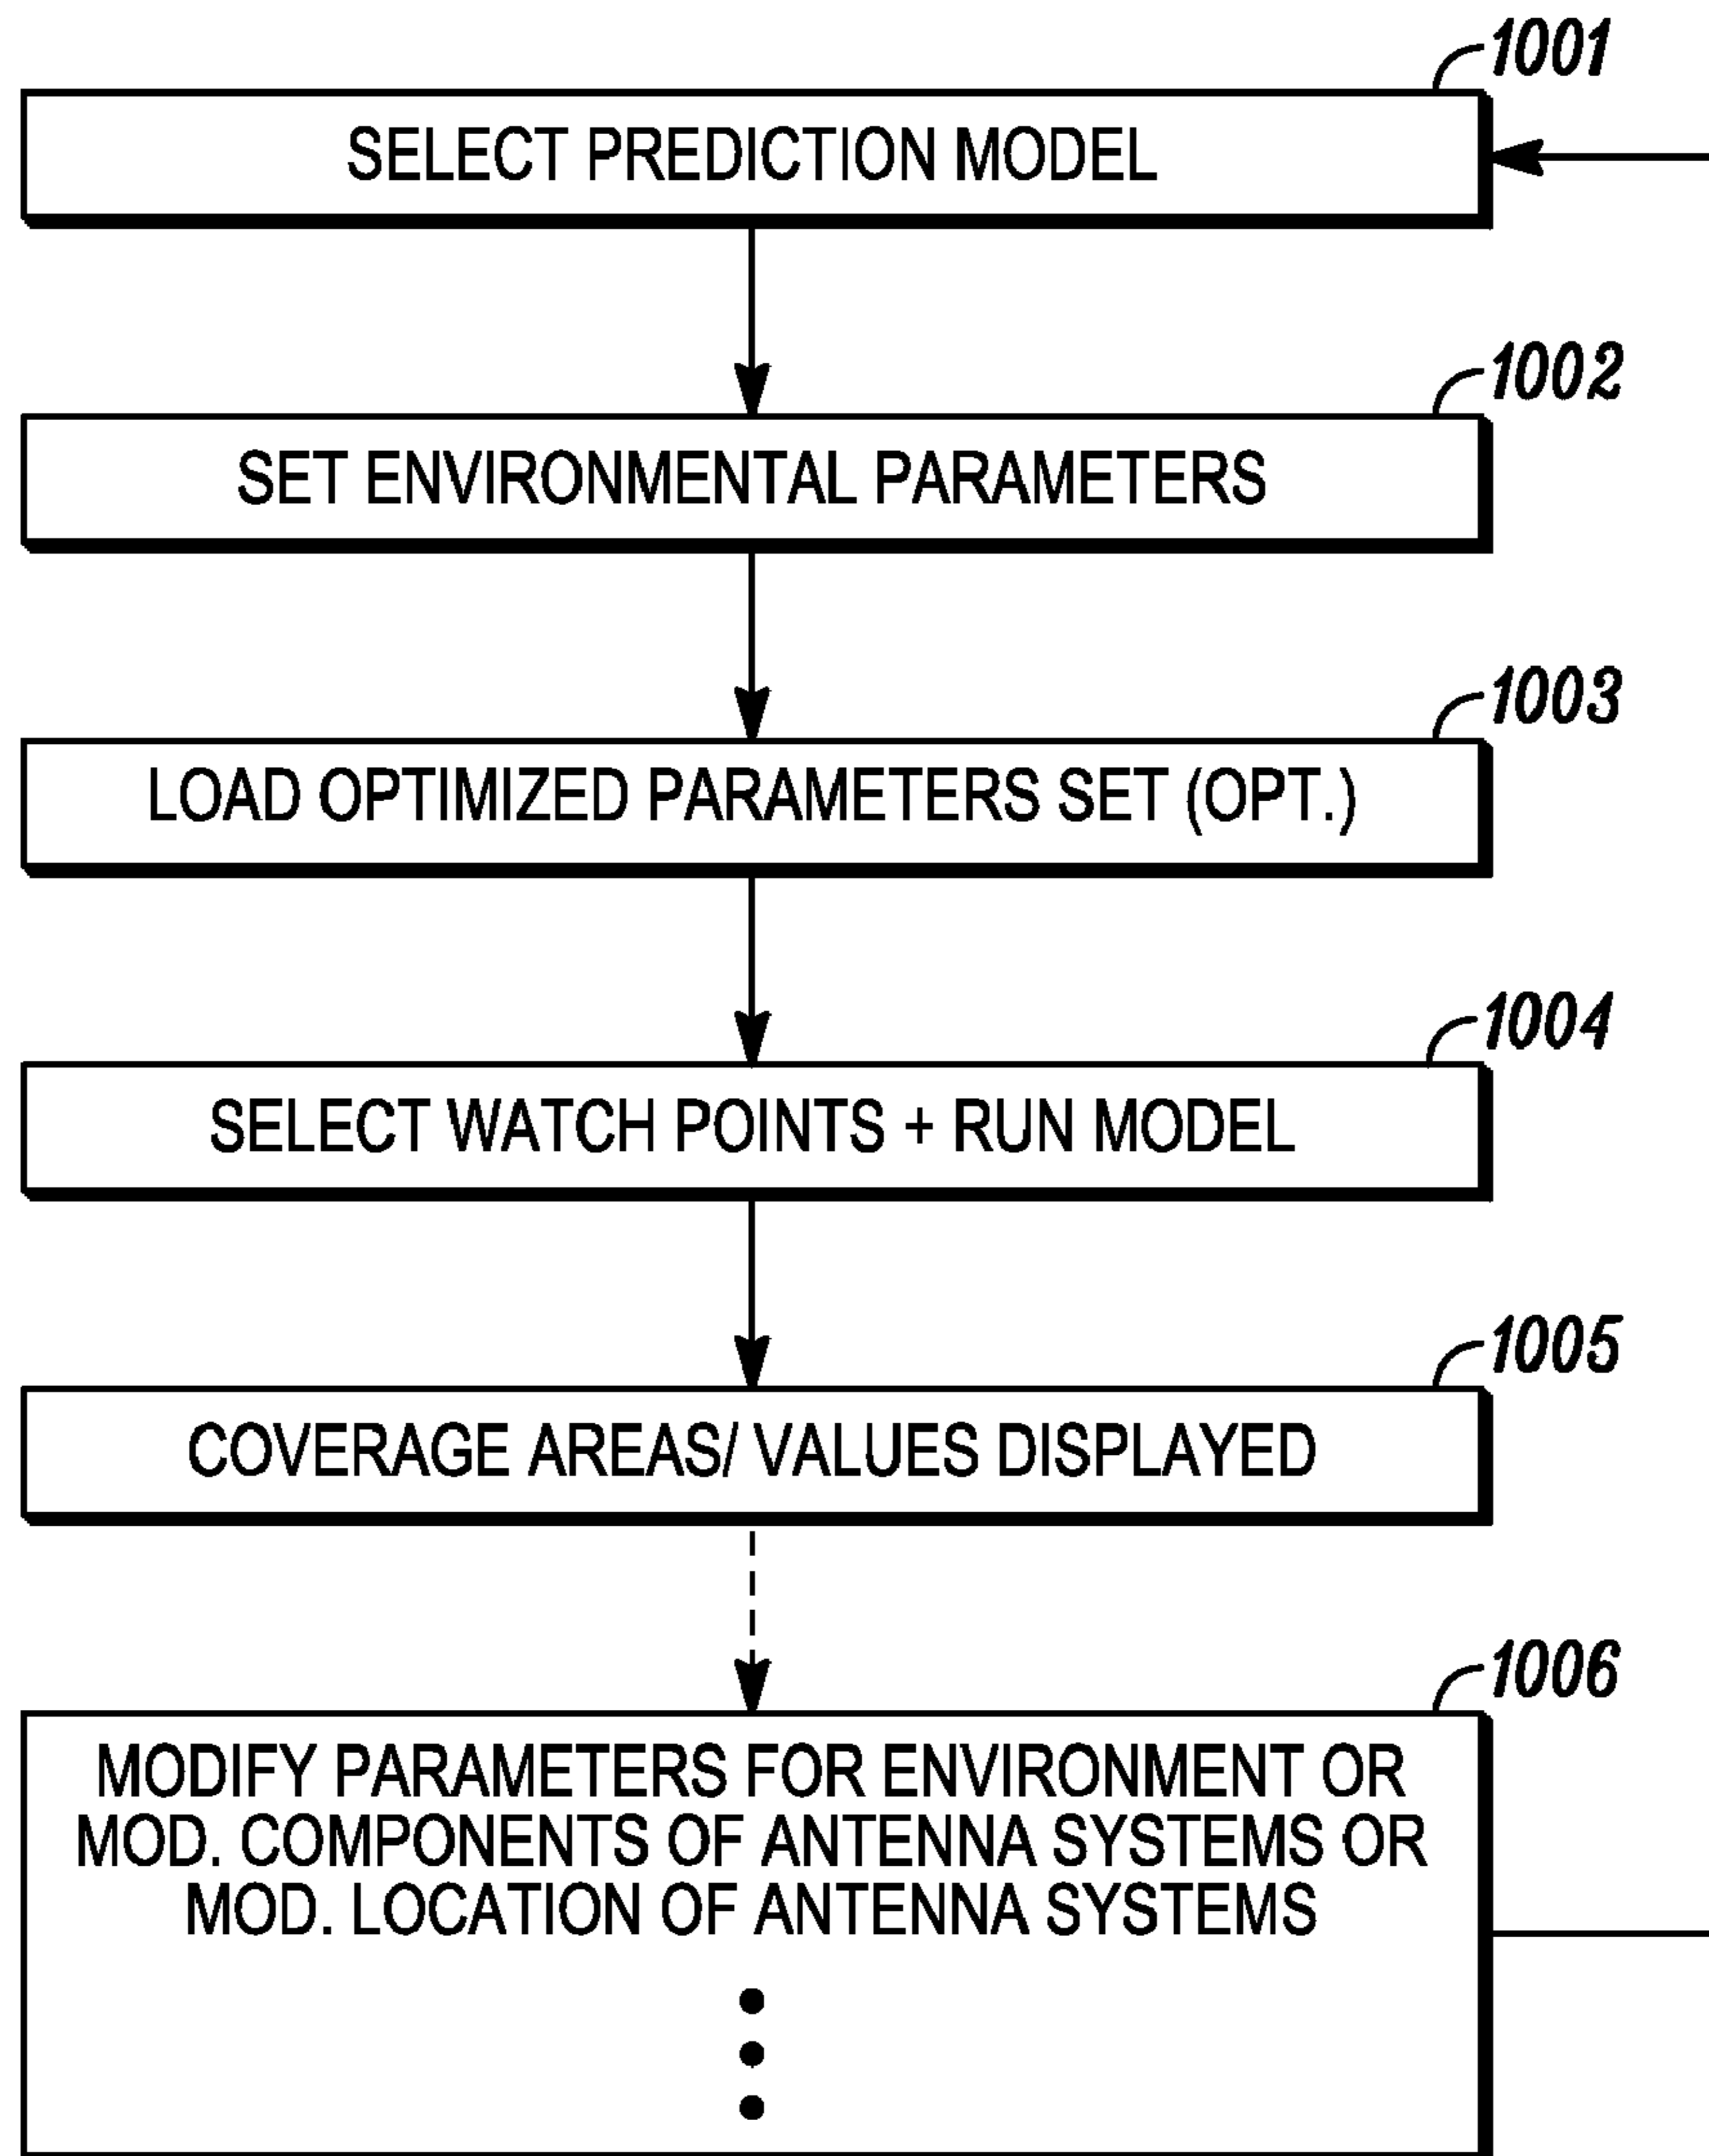 1001
SELECT PREDICTION MODEL
1002
SET ENVIRONMENTAL PARAMETERS
1003
LOAD OPTIMIZED PARAMETERS SET (OPT.)
1004
SELECT WATCH POINTS + RUN MODEL
1005
COVERAGE AREAS/ VALUES DISPLAYED
1006
MODIFY PARAMETERS FOR ENVIRONMENT OR
MOD. COMPONENTS OF ANTENNA SYSTEMS OR
MOD. LOCATION OF ANTENNA SYSTEMS